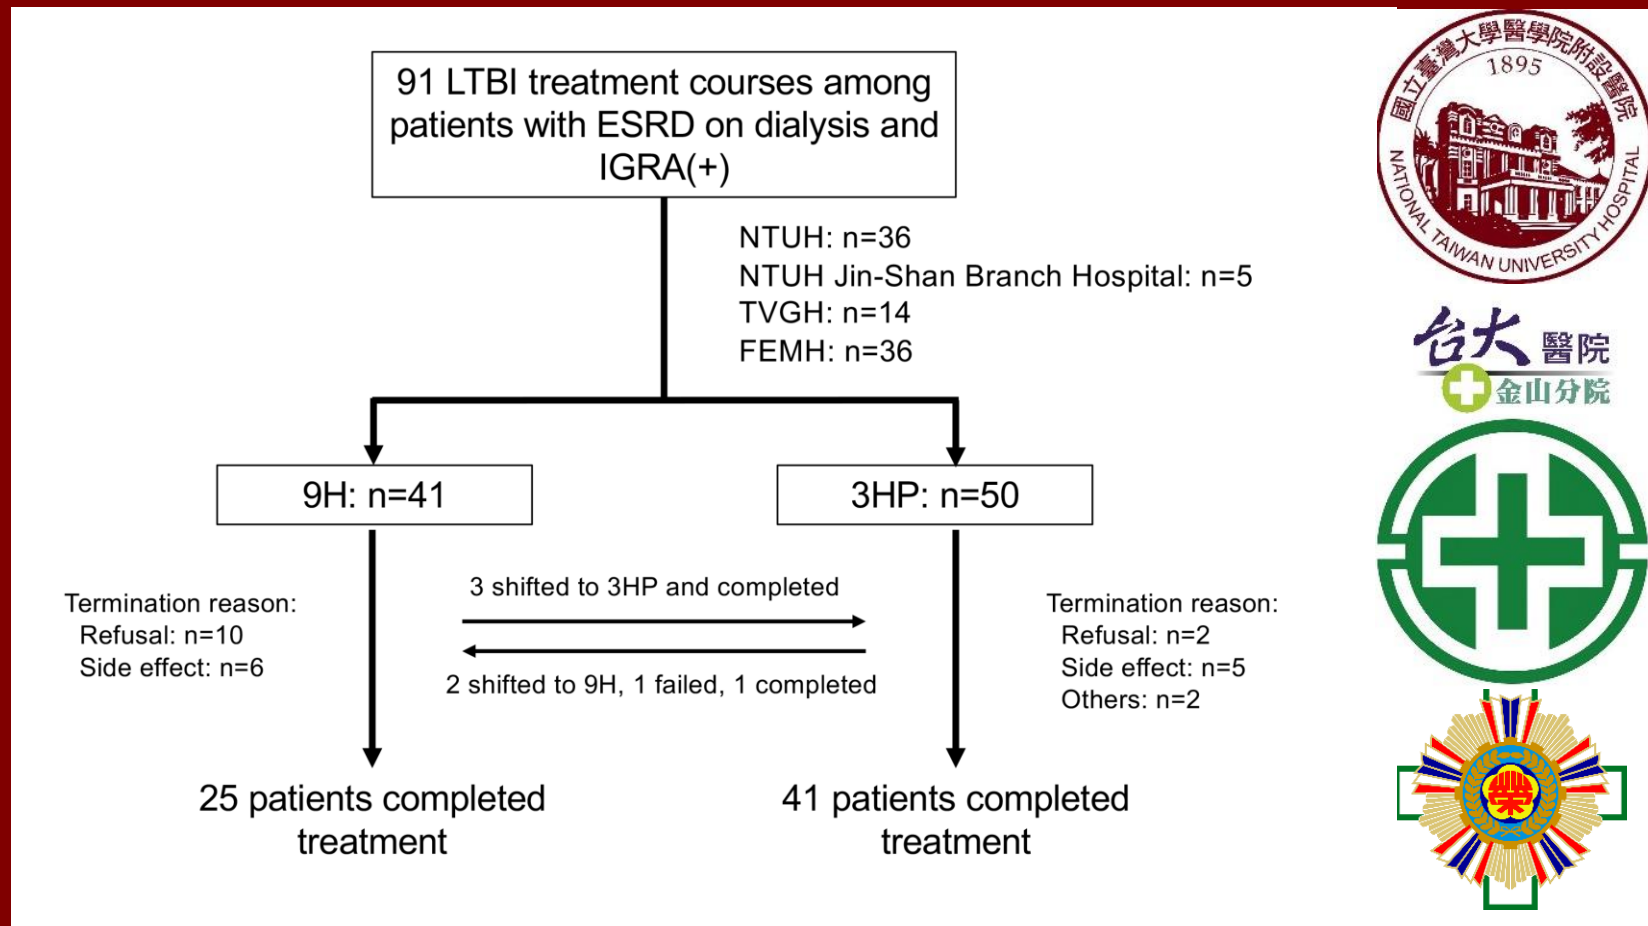 91 LTBI treatment courses among
patients with ESRD on dialysis and
IGRA(+)
NTUH: n=36
NTUH Jin-Shan Branch Hospital: n=5
TVGH: n=14
FEMH: n=36
9H: n=41
3HP: n=50
Termination reason:
Refusal: n=10
Side effect: n=6
3 shifted to 3HP and completed
2 shifted to 9H, 1 failed, 1 completed
Termination reason:
Refusal: n=2
Side effect: n=5
Others: n=2
25 patients completed
treatment
41 patients completed
treatment
國立臺灣大學醫學院附設醫院
1895
NATIONAL TAIWAN UNIVERSITY HOSPITAL
台大醫院
金山分院
榮